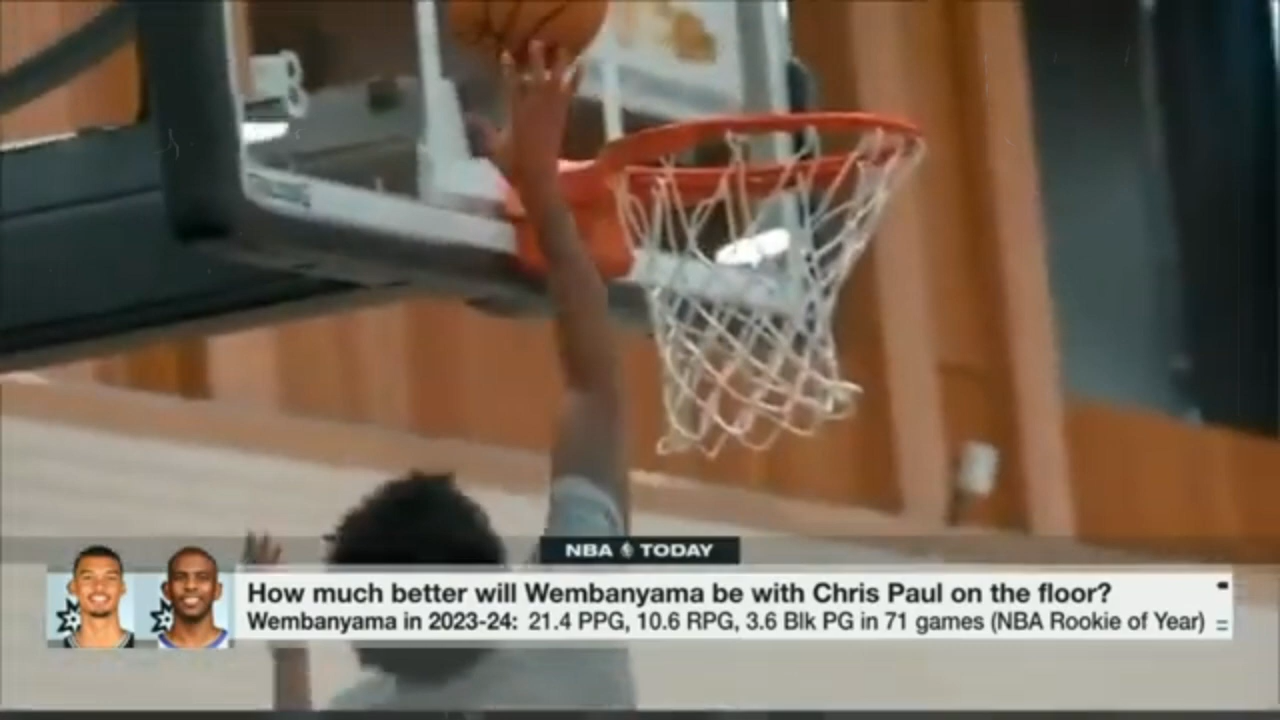 NBA TODAY
How much better will Wembanyama be with Chris Paul on the floor?
Wembanyama in 2023-24: 21.4 PPG, 10.6 RPG, 3.6 Blk PG in 71 games (NBA Rookie of Year)